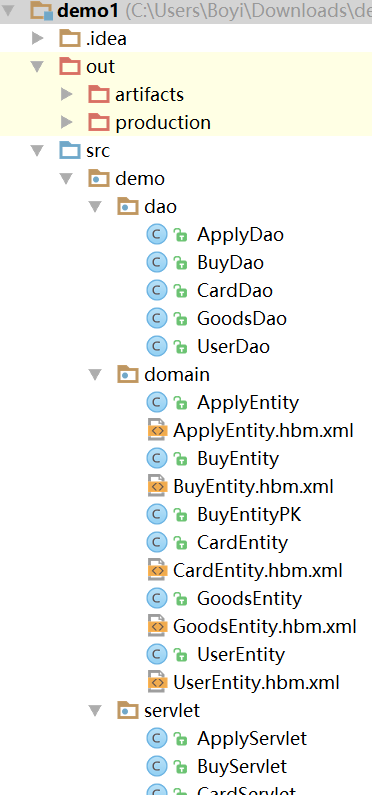 demo1 (C:\Users\Boyi\Downloads\de
.idea
out
artifacts
production
src
demo
dao
C ApplyDao
C BuyDao
C CardDao
C GoodsDao
C UserDao
domain
C ApplyEntity
ApplyEntity.hbm.xml
C BuyEntity
BuyEntity.hbm.xml
C BuyEntityPK
C CardEntity
CardEntity.hbm.xml
C GoodsEntity
GoodsEntity.hbm.xml
C UserEntity
UserEntity.hbm.xml
servlet
C ApplyServlet
C BuyServlet
C CardServlet